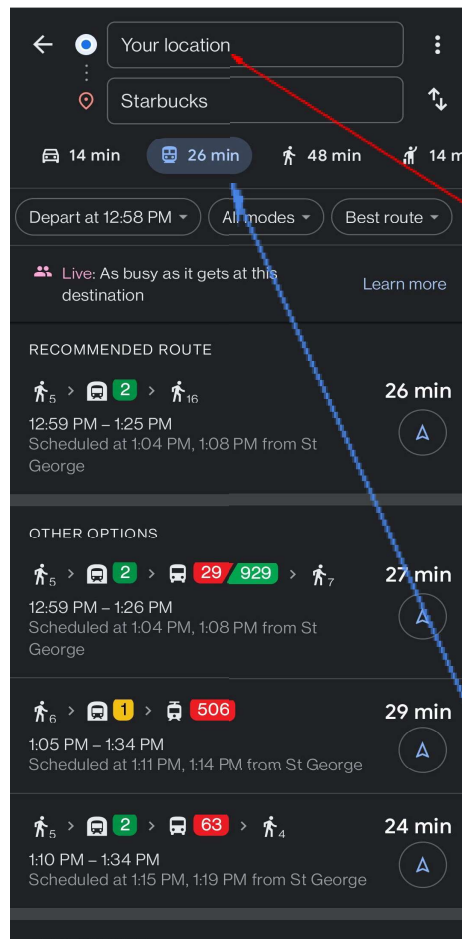 Your location
Starbucks
14 min 26 min 48 min 14 m
Depart at 12:58 PM All modes Best route
Live: As busy as it gets at this
destination
Learn more
RECOMMENDED ROUTE
5 > 2 > 16 26 min
12:59 PM – 1:25 PM
Scheduled at 1:04 PM, 1:08 PM from St
George
OTHER OPTIONS
5 > 2 > 29/929 > 7 27 min
12:59 PM – 1:26 PM
Scheduled at 1:04 PM, 1:08 PM from St
George
6 > 1 > 506 29 min
1:05 PM – 1:34 PM
Scheduled at 1:11 PM, 1:14 PM from St George
5 > 2 > 63 > 4 24 min
1:10 PM – 1:34 PM
Scheduled at 1:15 PM, 1:19 PM from St George